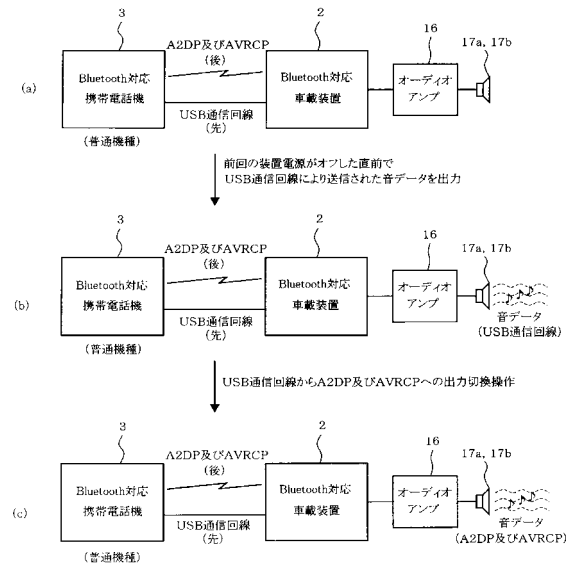 3
A2DP及びAVRCP
(後)
2
16
17a, 17b
(a)
Bluetooth対応
携帯電話機
Bluetooth対応
車載装置
オーディオ
アンプ
USB通信回線
(先)
(普通機種)
前回の装置電源がオフした直前で
USB通信回線により送信された音データを出力
3
A2DP及びAVRCP
(後)
2
16
17a, 17b
(b)
Bluetooth対応
携帯電話機
Bluetooth対応
車載装置
オーディオ
アンプ
USB通信回線
(先)
音データ
(USB通信回線)
(普通機種)
USB通信回線からA2DP及びAVRCPへの出力切換操作
3
A2DP及びAVRCP
(後)
2
16
17a, 17b
(c)
Bluetooth対応
携帯電話機
Bluetooth対応
車載装置
オーディオ
アンプ
USB通信回線
(先)
音データ
(A2DP及びAVRCP)
(普通機種)